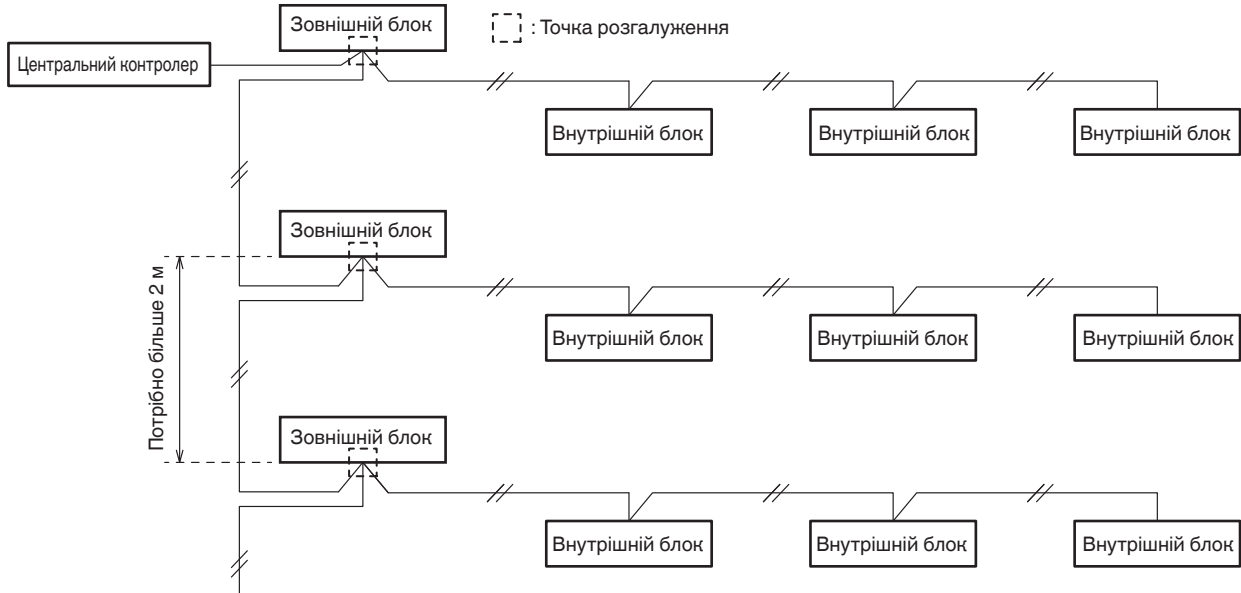 Зовнішній блок
: Точка розгалуження
Центральний контролер
Внутрішній блок
Внутрішній блок
Внутрішній блок
Зовнішній блок
Потрібно більше 2 м
Внутрішній блок
Внутрішній блок
Внутрішній блок
Зовнішній блок
Внутрішній блок
Внутрішній блок
Внутрішній блок